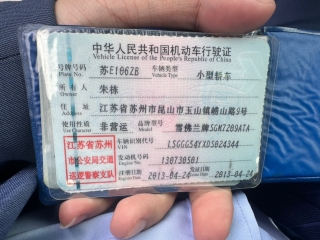 中华人民共和国机动车行驶证
Vehicle License of the People's Republic of China
号牌号码 苏E106ZB 车辆类型 小型轿车
Plate No. Vehicle Type
所有人 朱栋
Owner
住址 江苏省苏州市昆山市玉山镇嵩山路9号
Address
使用性质 非营运 品牌型号 雪佛兰牌SGM7209ATA
Use Character Model
江苏省苏州 车辆识别代号 LSGGG54YXDS024344
VIN
市公安局交通 发动机号码 130730501
Engine No.
巡逻警察支队 注册日期 2013-04-24 发证日期 2013-04-24
Register Date Issue Date